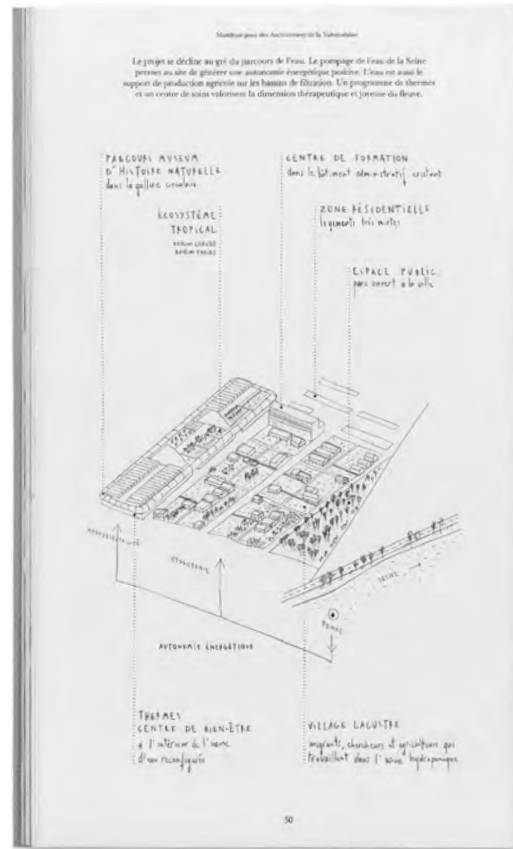 Manifeste pour des Architectures de la Vulnérabilité
Le projet se décline au gré du parcours de l'eau. Le pompage de l'eau de la Seine
permet au site de générer une autonomie énergétique positive. L'eau est aussi le
support de production agricole sur les bassins de filtration. Un programme de thermes
et un centre de soins valorisent la dimension thérapeutique et joyeuse du fleuve.
PARCOURS MUSEUM
D'HISTOIRE NATURELLE
dans la gallerie circulaire
CENTRE DE FORMATION
dans le bâtiment administratif existant
ÉCOSYSTÈME
TROPICAL
ZONE RÉSIDENTIELLE
logements très mixtes
ESPACE PUBLIC
parc ouvert à la ville
SEINE
POMPE
AUTONOMIE ÉNERGÉTIQUE
THERMES
CENTRE DE BIEN-ÊTRE
à l'intérieur de l'usine
d'eau reconfigurée
VILLAGE LACUSTRE
migrants, chercheurs et agriculteurs qui
travaillent dans l'usine hydroponique
50